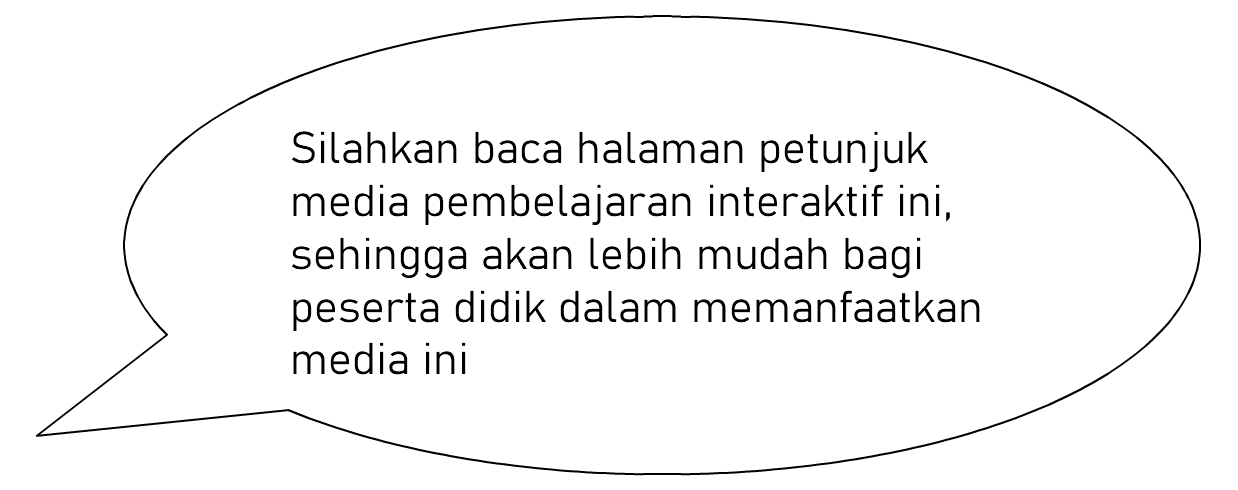 Silahkan baca halaman petunjuk
media pembelajaran interaktif ini,
sehingga akan lebih mudah bagi
peserta didik dalam memanfaatkan
media ini